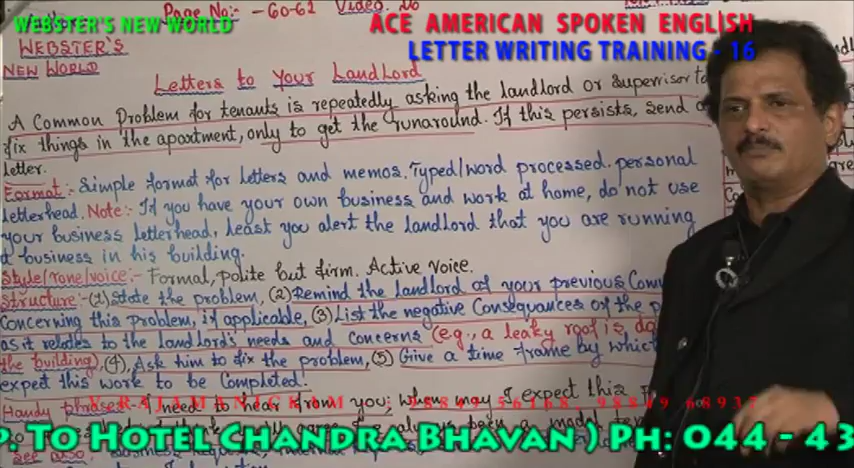 WEBSTER'S NEW WORLD
Page No:- -60-62 Video
ACE AMERICAN SPOKEN ENGLISH
LETTER WRITING TRAINING - 16
WEBSTER'S
NEW WORLD
Letters to Your Landlord
A Common Problem for tenants is repeatedly asking the landlord or supervisor to
fix things in the apartment, only to get the runaround. If this persists, send a
letter.
Format:- Simple format for letters and memos. Typed/word processed. personal
letterhead. Note:- If you have your own business and work at home, do not use
your business letterhead, least you alert the landlord that you are running
a business in his building.
Style/Tone/Voice:- Formal, polite but firm. Active voice.
Structure:- (1) State the problem, (2) Remind the landlord of your previous
Concerning this problem, if applicable, (3) List the negative Consequances of the
as it relates to the landlord's needs and concerns (e.g., a leaky roof is
the building), (4), Ask him to fix the problem, (5) Give a time frame by which
expect this work to be Completed.
Handy phrases I need to hear from you; when may I expect this
always been a model
See also:
P. TO HOTEL CHANDRA BHAVAN ) PH: 044 - 43